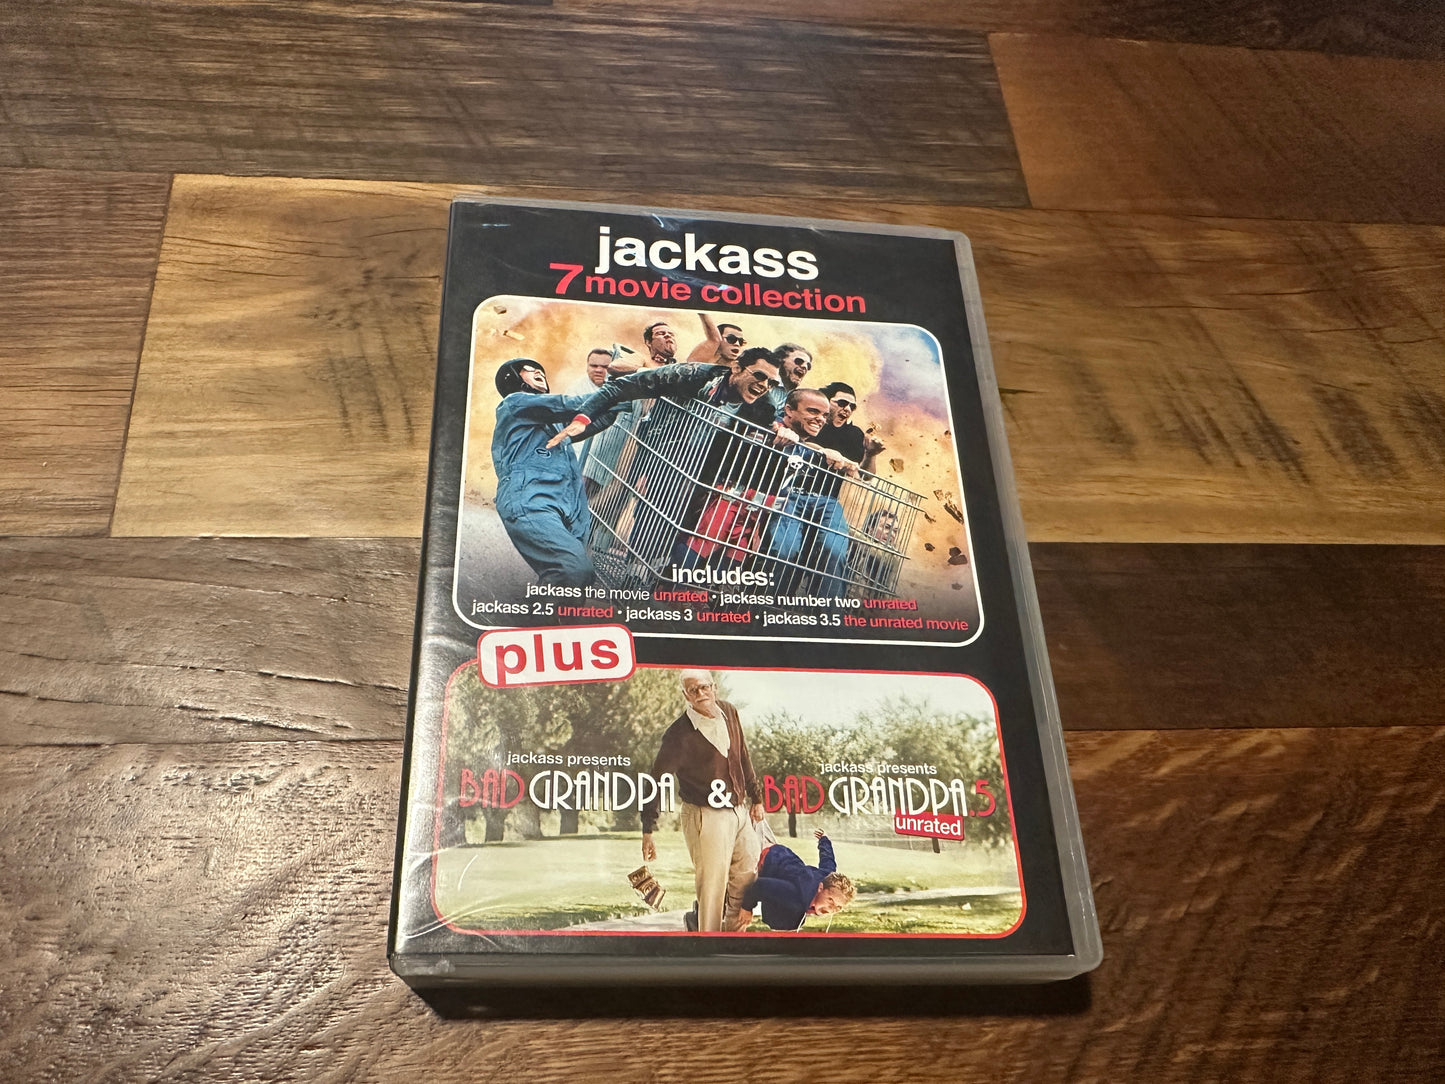 jackass
7 movie collection
includes:
jackass the movie unrated • jackass number two unrated
jackass 2.5 unrated • jackass 3 unrated • jackass 3.5 the unrated movie
plus
jackass presents
BAD GRANDPA
&
jackass presents
BAD GRANDPA.5
unrated